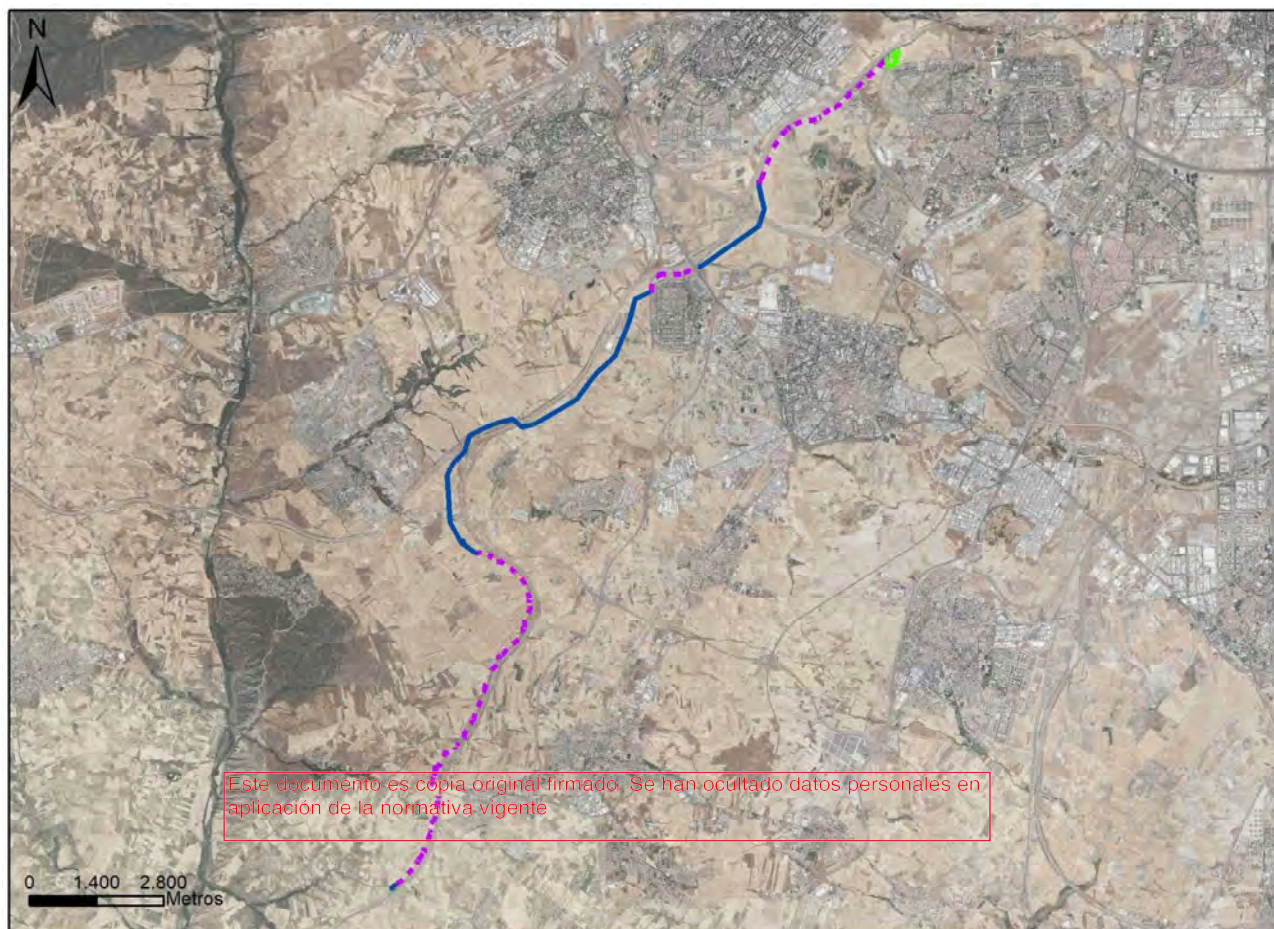 N
Este documento es copia original firmado. Se han ocultado datos personales en
aplicación de la normativa vigente
0 1.400 2.800
Metros